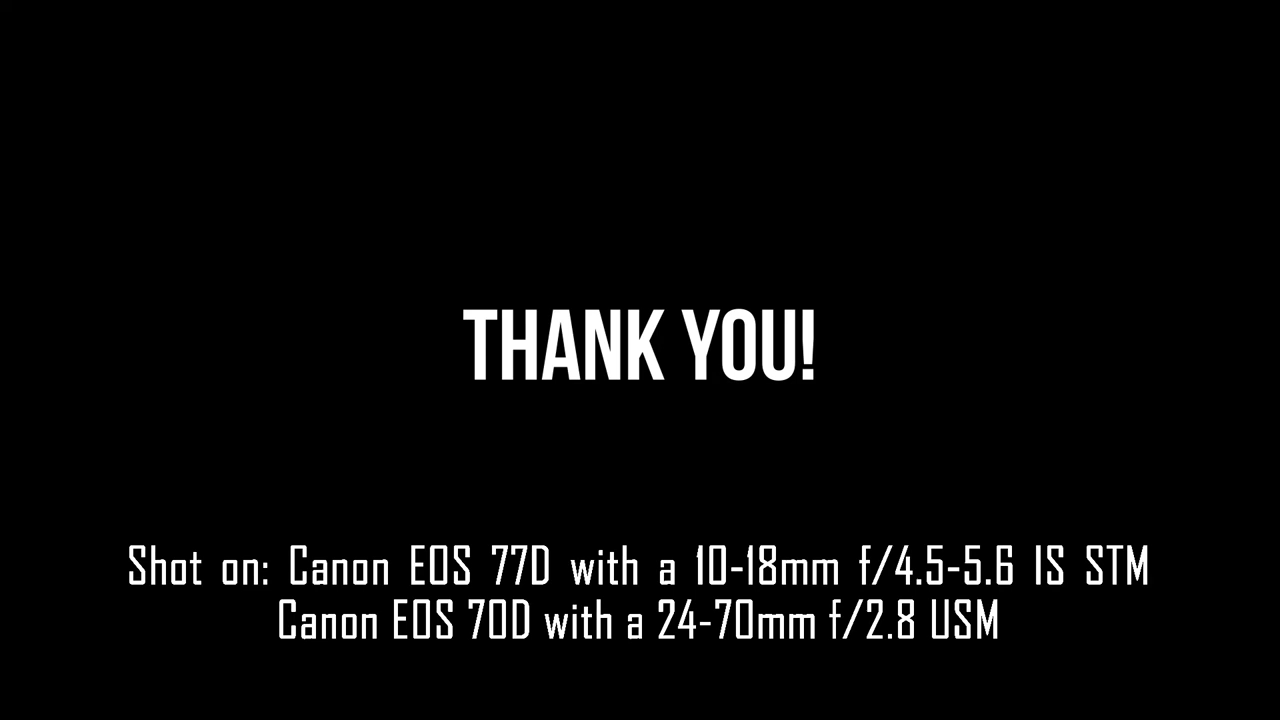 THANK YOU!
Shot on: Canon EOS 77D with a 10-18mm f/4.5-5.6 IS STM
Canon EOS 70D with a 24-70mm f/2.8 USM